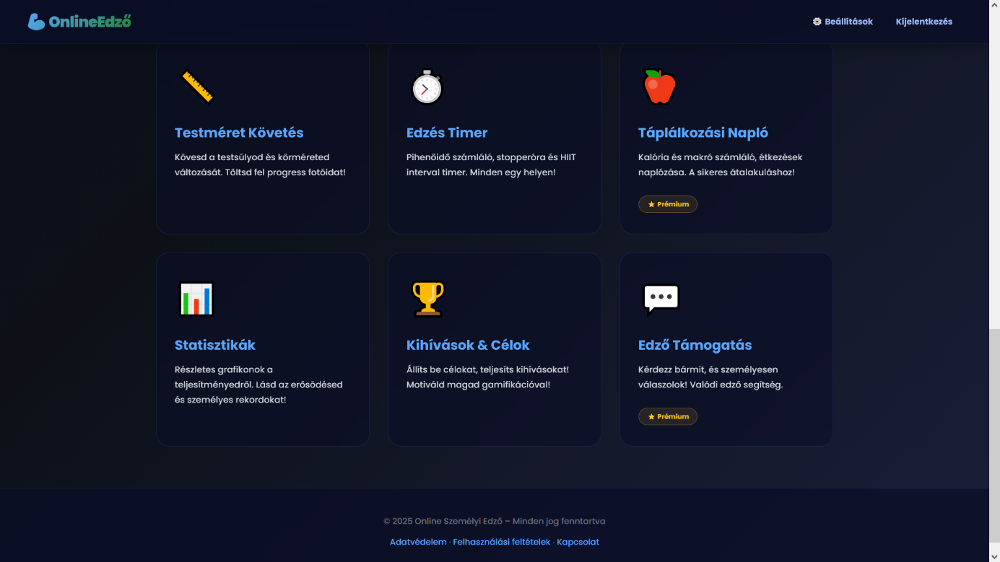 OnlineEdző
Beállítások
Kijelentkezés
Testméret Követés
Kövesd a testsúlyod és körméreted
változását. Töltsd fel progress fotóidat!
Edzés Timer
Pihenőidő számláló, stopperóra és HIIT
interval timer. Minden egy helyen!
Táplálkozási Napló
Kalória és makró számláló, étkezések
naplózása. A sikeres átalakuláshoz!
Prémium
Statisztikák
Részletes grafikonok a
teljesítményedről. Lásd az erősödésed
és személyes rekordokat!
Kihívások & Célok
Állíts be célokat, teljesíts kihívásokat!
Motiváld magad gamifikációval!
Edző Támogatás
Kérdezz bármit, és személyesen
válaszolok! Valódi edző segítség.
Prémium
© 2025 Online Személyi Edző – Minden jog fenntartva
Adatvédelem · Felhasználási feltételek · Kapcsolat